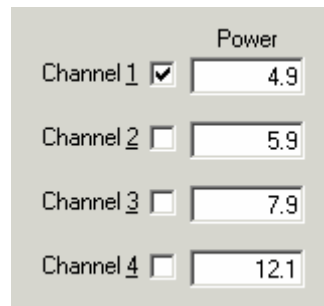 Power
Channel 1 4.9
Channel 2 5.9
Channel 3 7.9
Channel 4 12.1